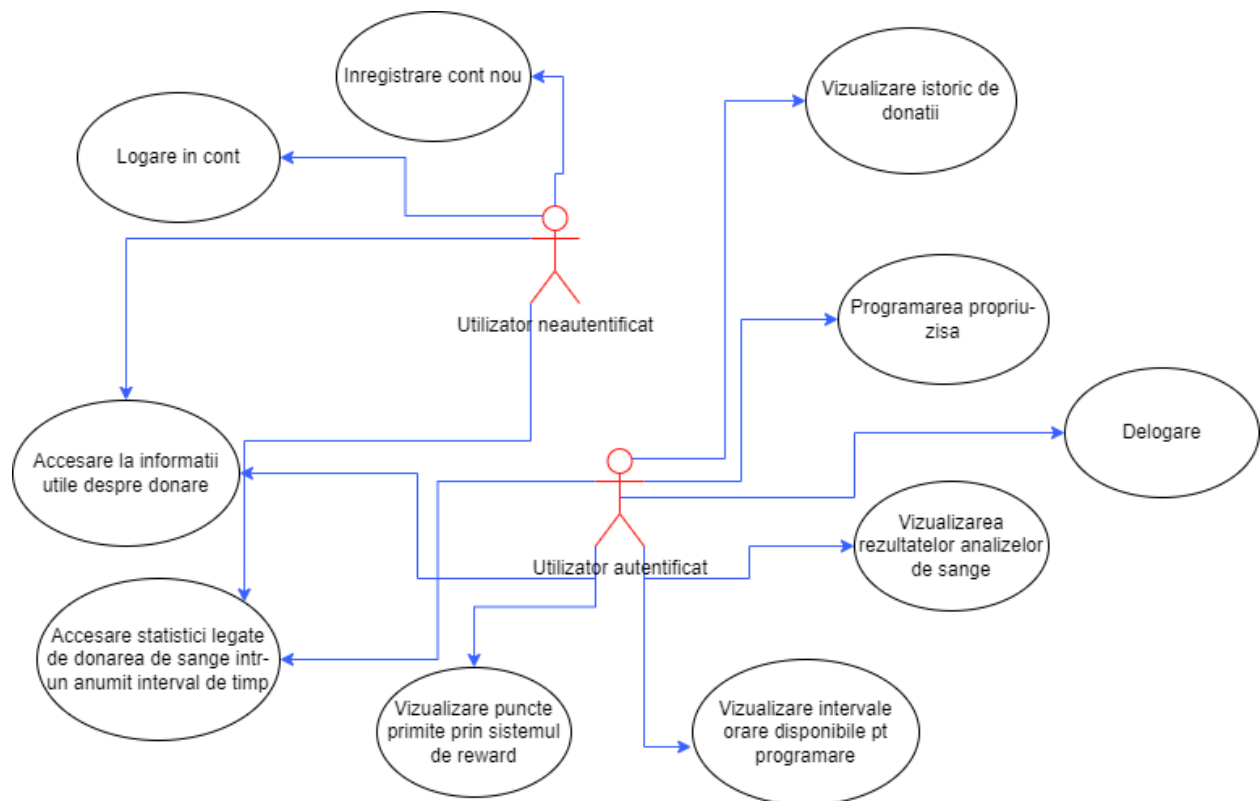 Inregistrare cont nou
Vizualizare istoric de
donatii
Logare in cont
Utilizator neautentificat
Programarea propriu-
zisa
Delogare
Accesare la informatii
utile despre donare
Vizualizarea
rezultatelor analizelor
de sange
Utilizator autentificat
Accesare statistici legate
de donarea de sange intr-
un anumit interval de timp
Vizualizare puncte
primite prin sistemul
de reward
Vizualizare intervale
orare disponibile pt
programare